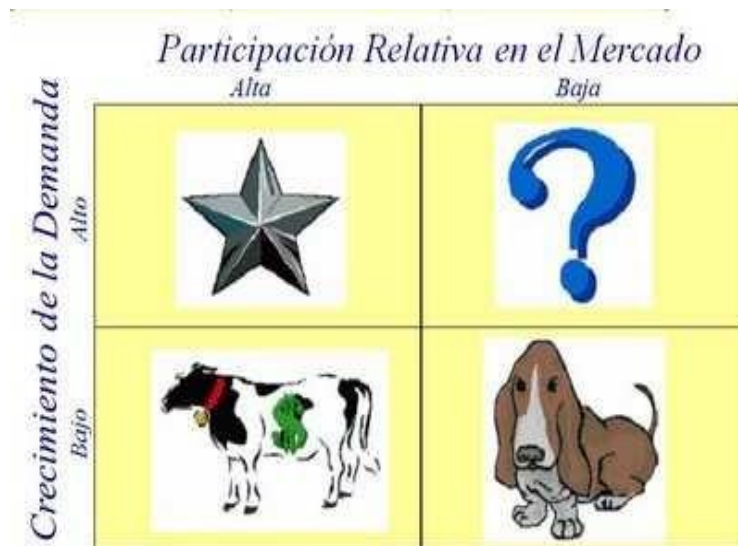 Participación Relativa en el Mercado
Alta Baja
Crecimiento de la Demanda
Alto
Bajo
$